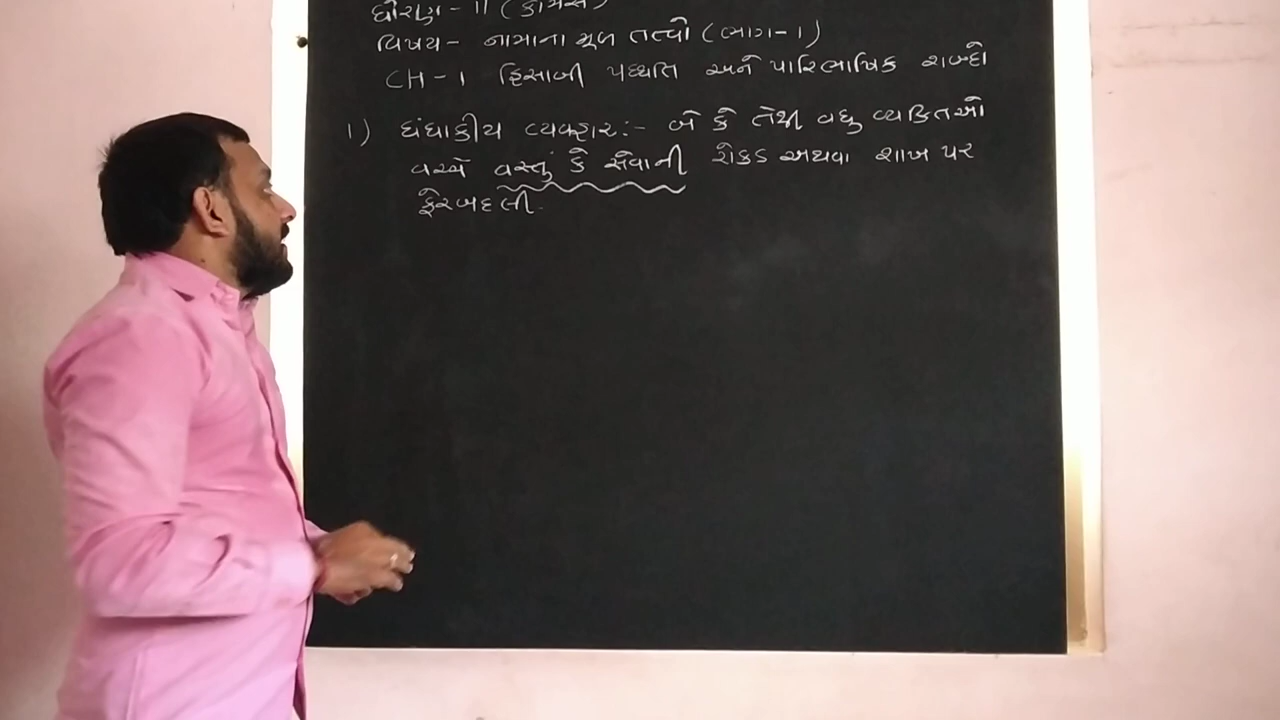 ધોરણ - 11 ( કોમર્સ )
વિષય - નામાના મૂળ તત્વો ( ભાગ - 1 )
CH - 1 હિસાબી પધ્ધતિ અને પારિભાષિક શબ્દો
1) ધંધાકીય વ્યવહાર :- બે કે તેથી વધુ વ્યક્તિઓ
વચ્ચે વસ્તું કે સેવાની રોકડ અથવા શાખ પર
ફેરબદલી.